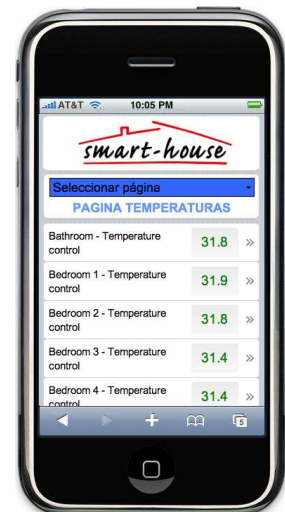 AT&T 10:05 PM
smart-house
Seleccionar página
PAGINA TEMPERATURAS
Bathroom - Temperature
control
31.8 »
Bedroom 1 - Temperature
control
31.9 »
Bedroom 2 - Temperature
control
31.8 »
Bedroom 3 - Temperature
control
31.4 »
Bedroom 4 - Temperature
control
31.4 »
5